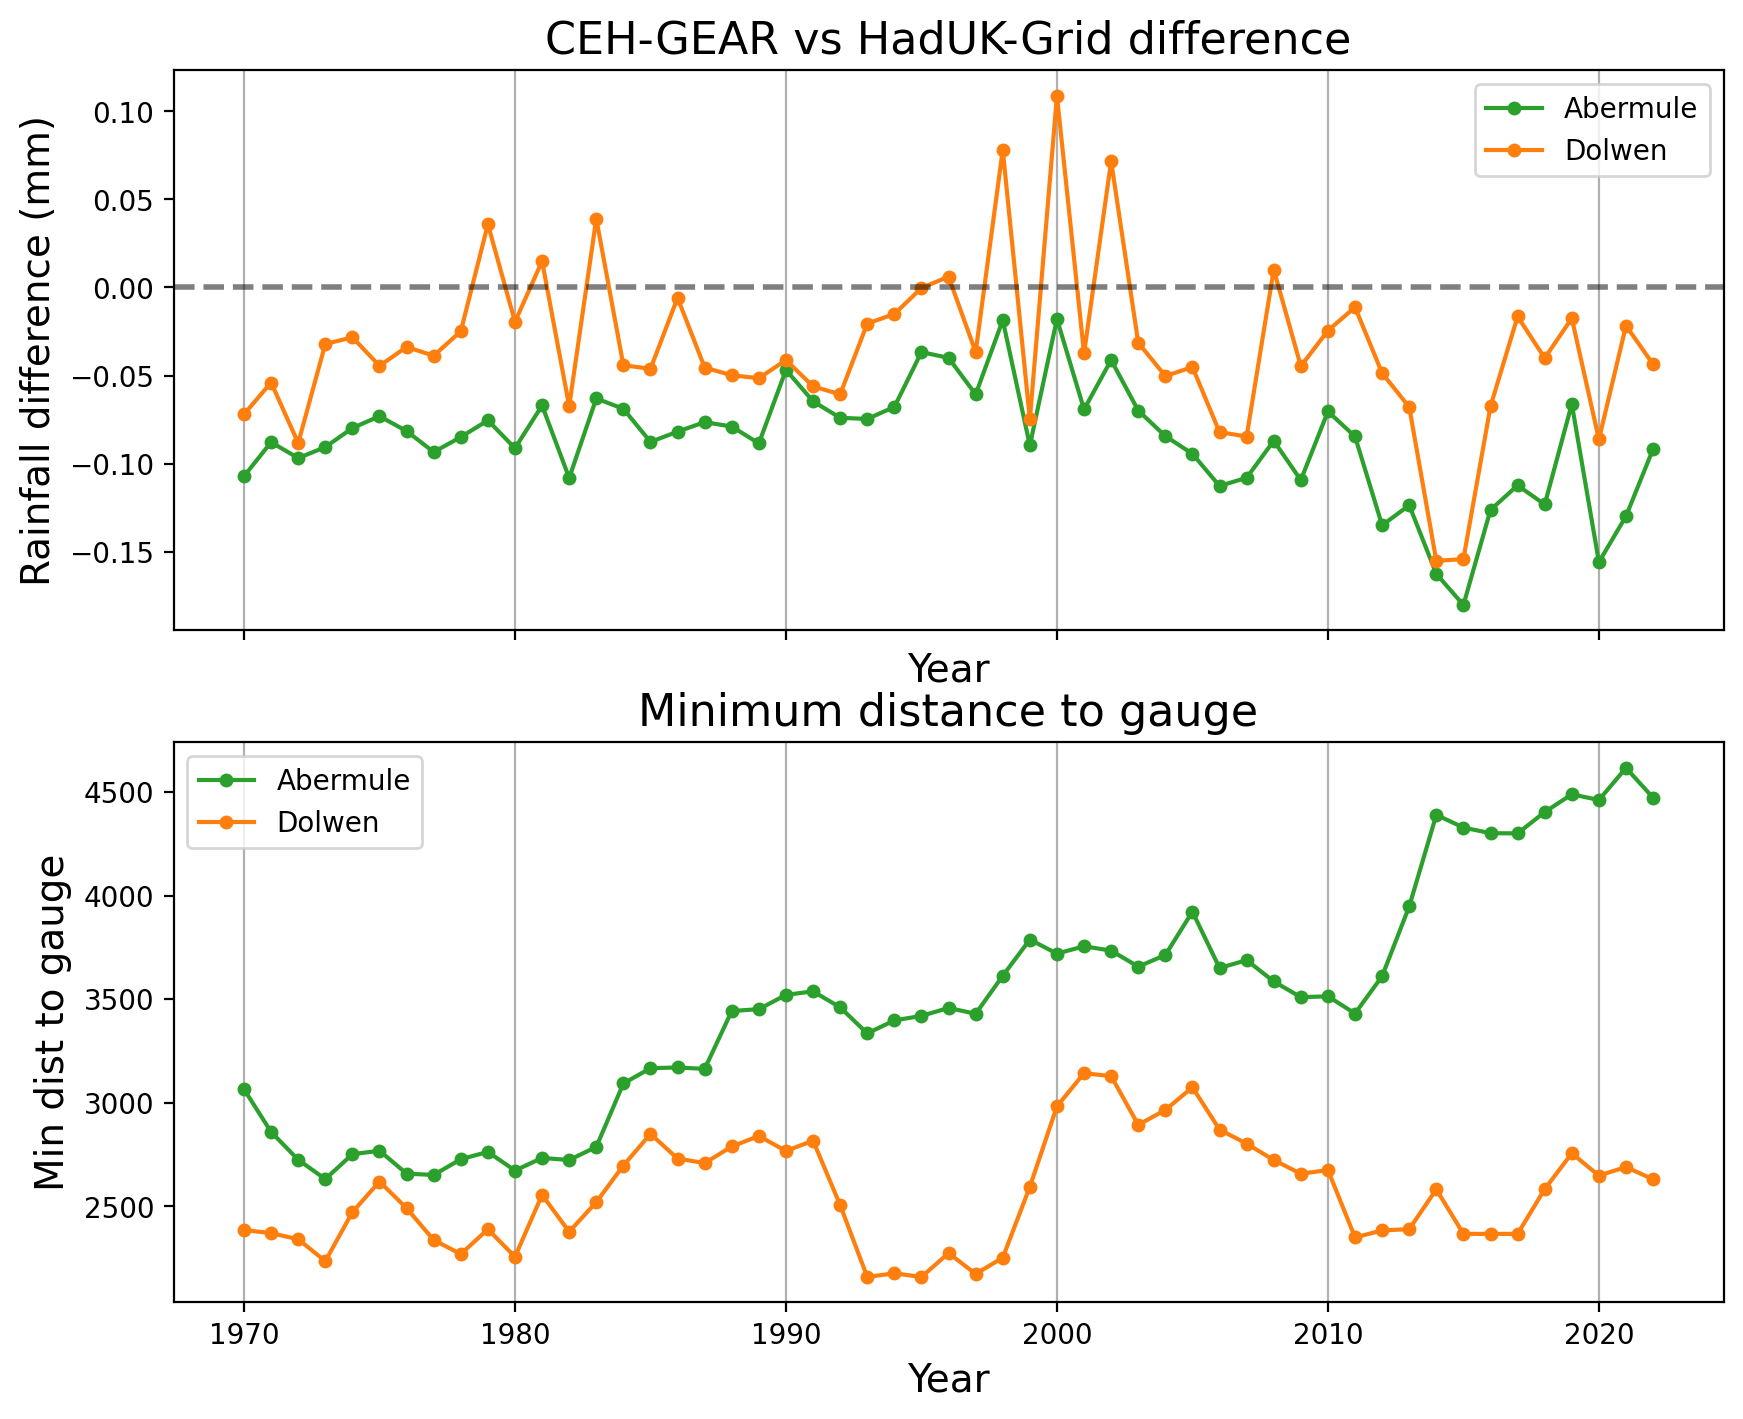 CEH-GEAR vs HadUK-Grid difference
Rainfall difference (mm)
0.10
0.05
0.00
−0.05
−0.10
−0.15
Abermule
Dolwen
Year
Minimum distance to gauge
Min dist to gauge
4500
4000
3500
3000
2500
Abermule
Dolwen
1970 1980 1990 2000 2010 2020
Year